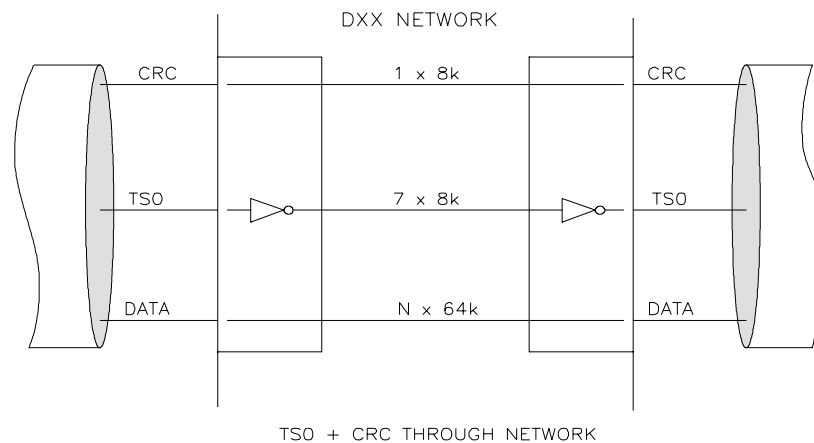 DXX NETWORK
CRC 1 x 8k CRC
TS0 7 x 8k TS0
DATA N x 64k DATA
TS0 + CRC THROUGH NETWORK